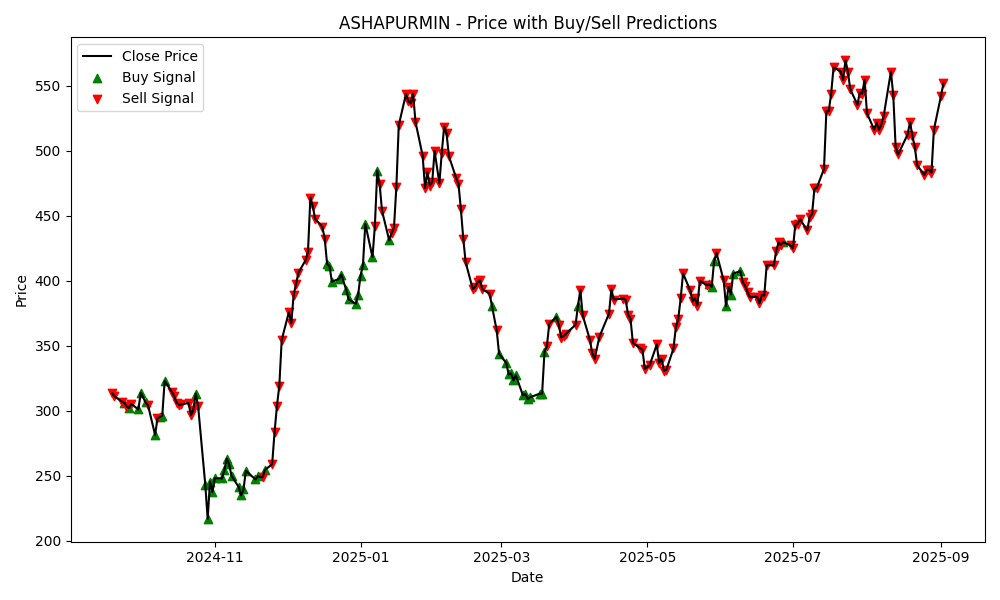 ASHAPURMIN - Price with Buy/Sell Predictions
Close Price
Buy Signal
Sell Signal
Price
550
500
450
400
350
300
250
200
2024-11
2025-01
2025-03
2025-05
2025-07
2025-09
Date